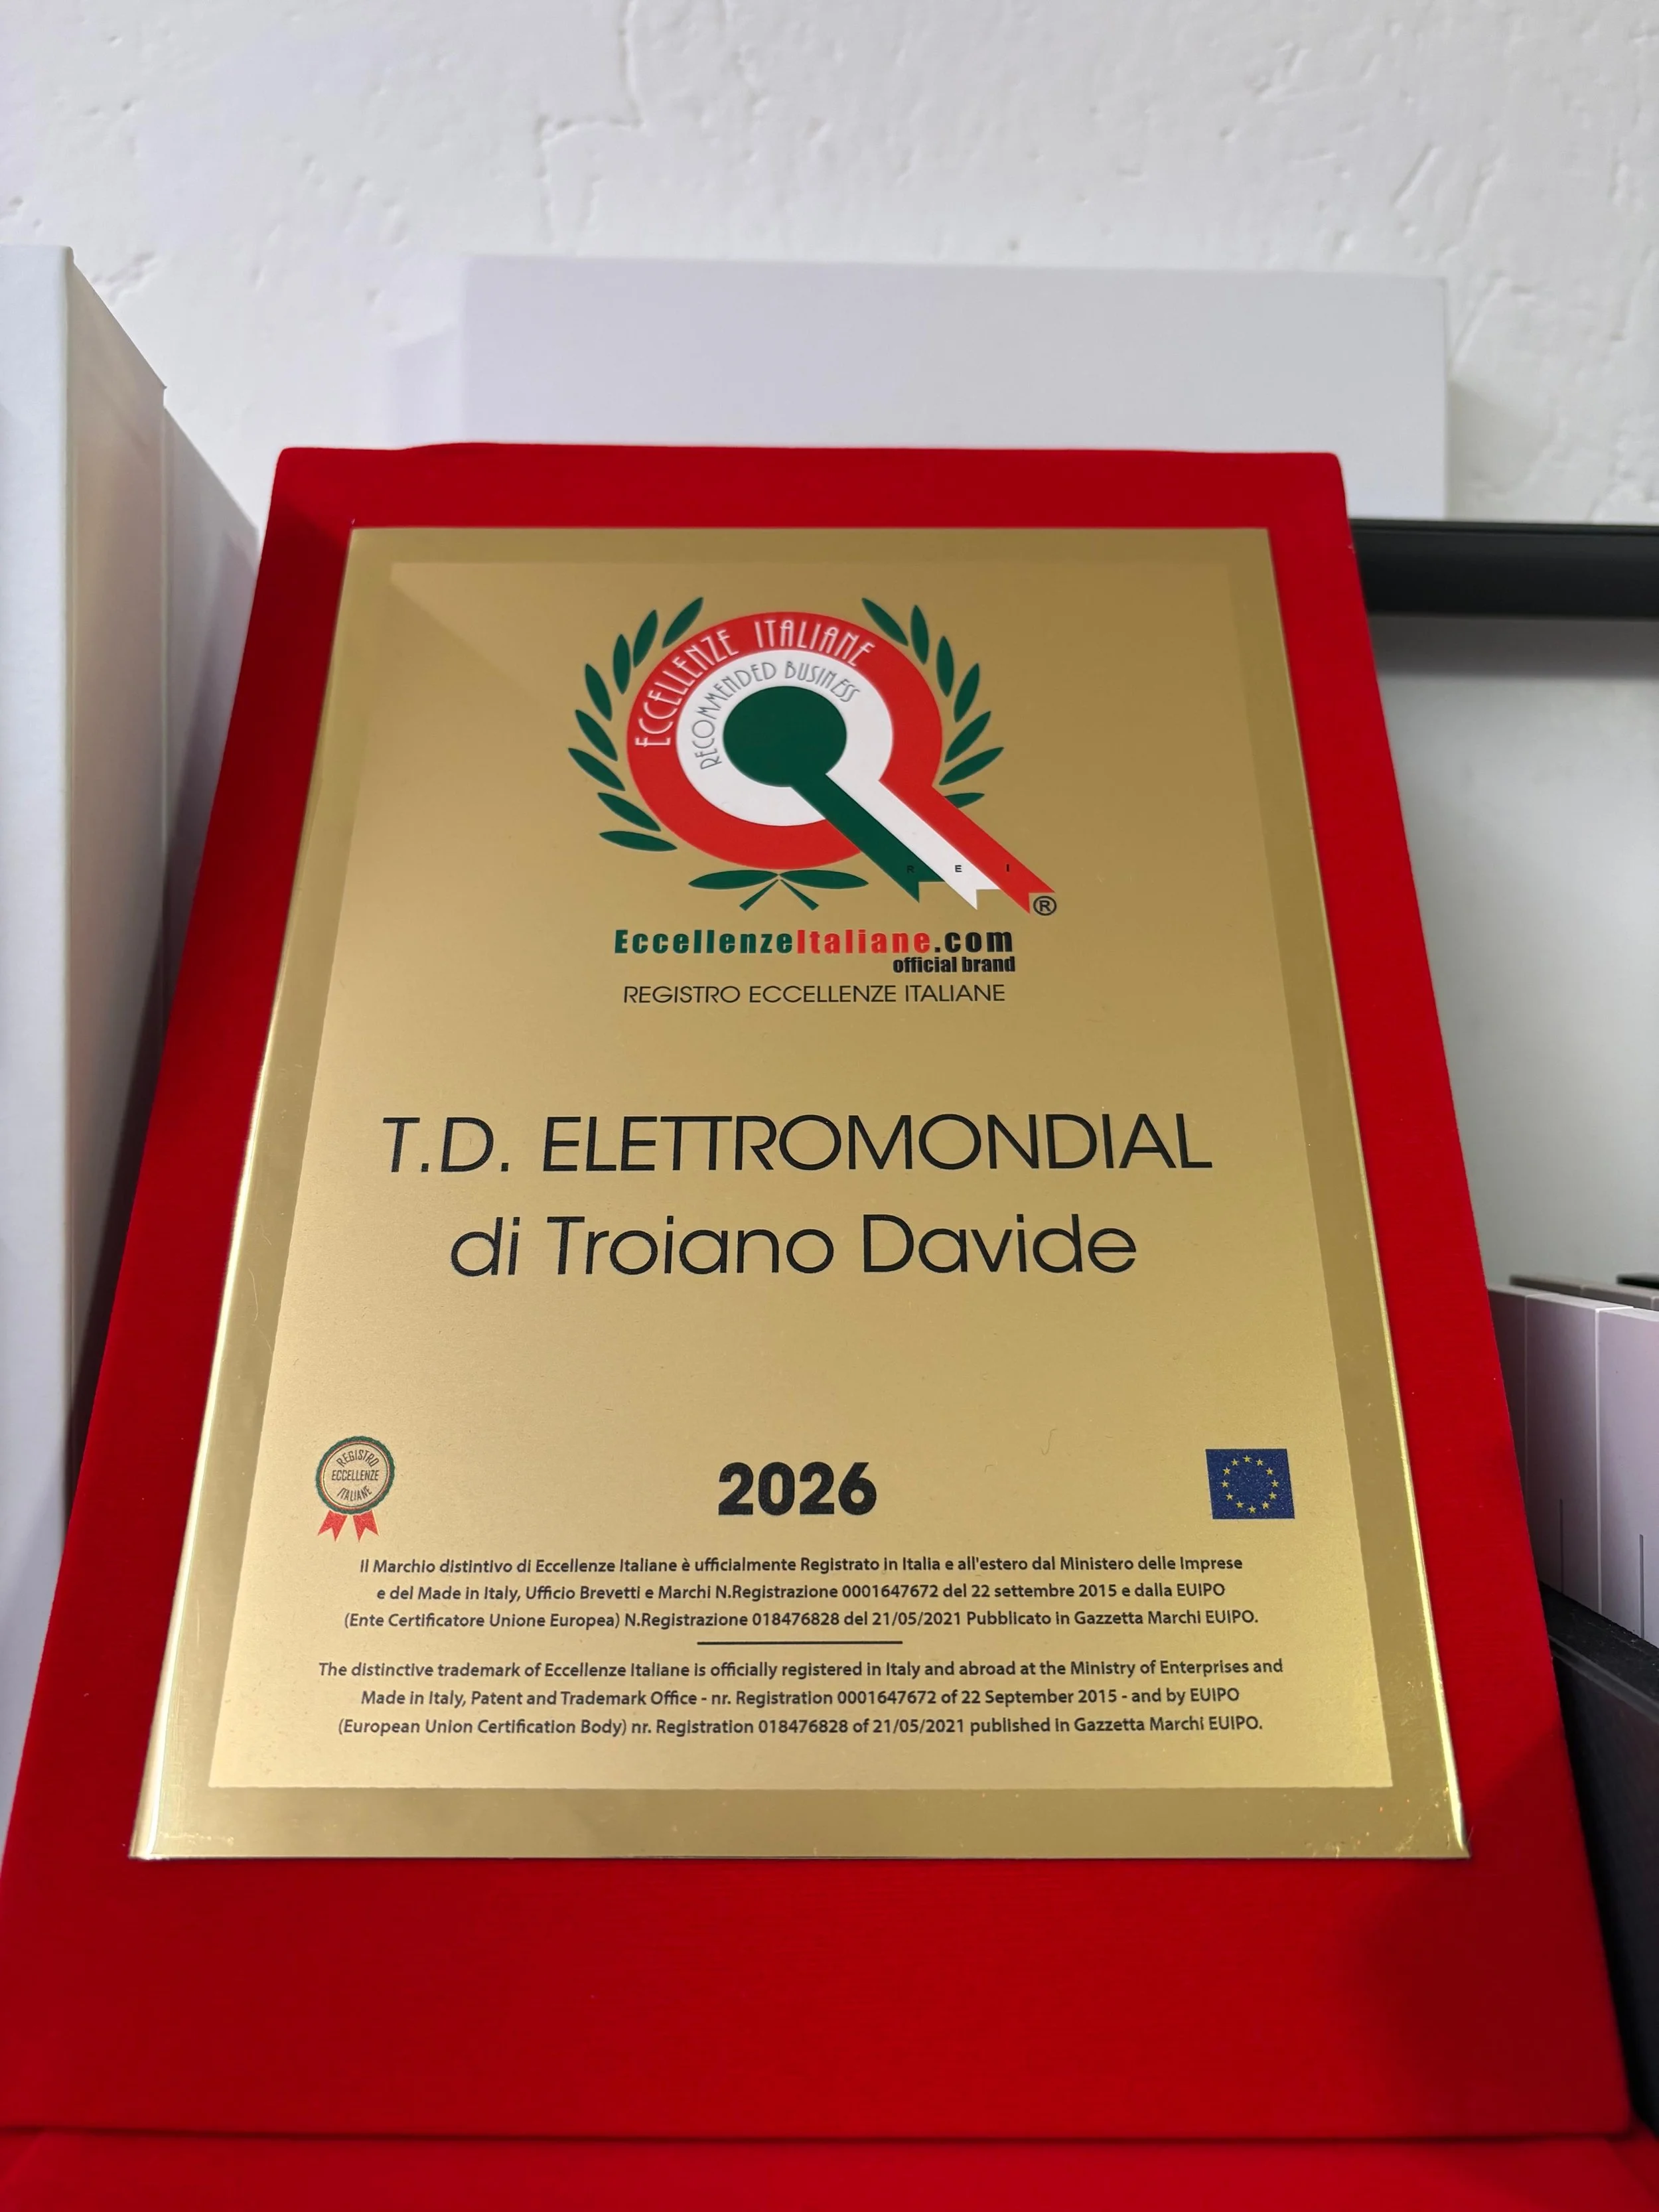 ECCELLENZE ITALIANE
RECOMMENDED BUSINESS
R E I
®
EccellenzeItaliane.com
official brand
REGISTRO ECCELLENZE ITALIANE
T.D. ELETTROMONDIAL
di Troiano Davide
REGISTRO
ECCELLENZE
ITALIANE
2026
Il Marchio distintivo di Eccellenze Italiane è ufficialmente Registrato in Italia e all'estero dal Ministero delle Imprese
e del Made in Italy, Ufficio Brevetti e Marchi N.Registrazione 0001647672 del 22 settembre 2015 e dalla EUIPO
(Ente Certificatore Unione Europea) N.Registrazione 018476828 del 21/05/2021 Pubblicato in Gazzetta Marchi EUIPO.
The distinctive trademark of Eccellenze Italiane is officially registered in Italy and abroad at the Ministry of Enterprises and
Made in Italy, Patent and Trademark Office - nr. Registration 0001647672 of 22 September 2015 - and by EUIPO
(European Union Certification Body) nr. Registration 018476828 of 21/05/2021 published in Gazzetta Marchi EUIPO.